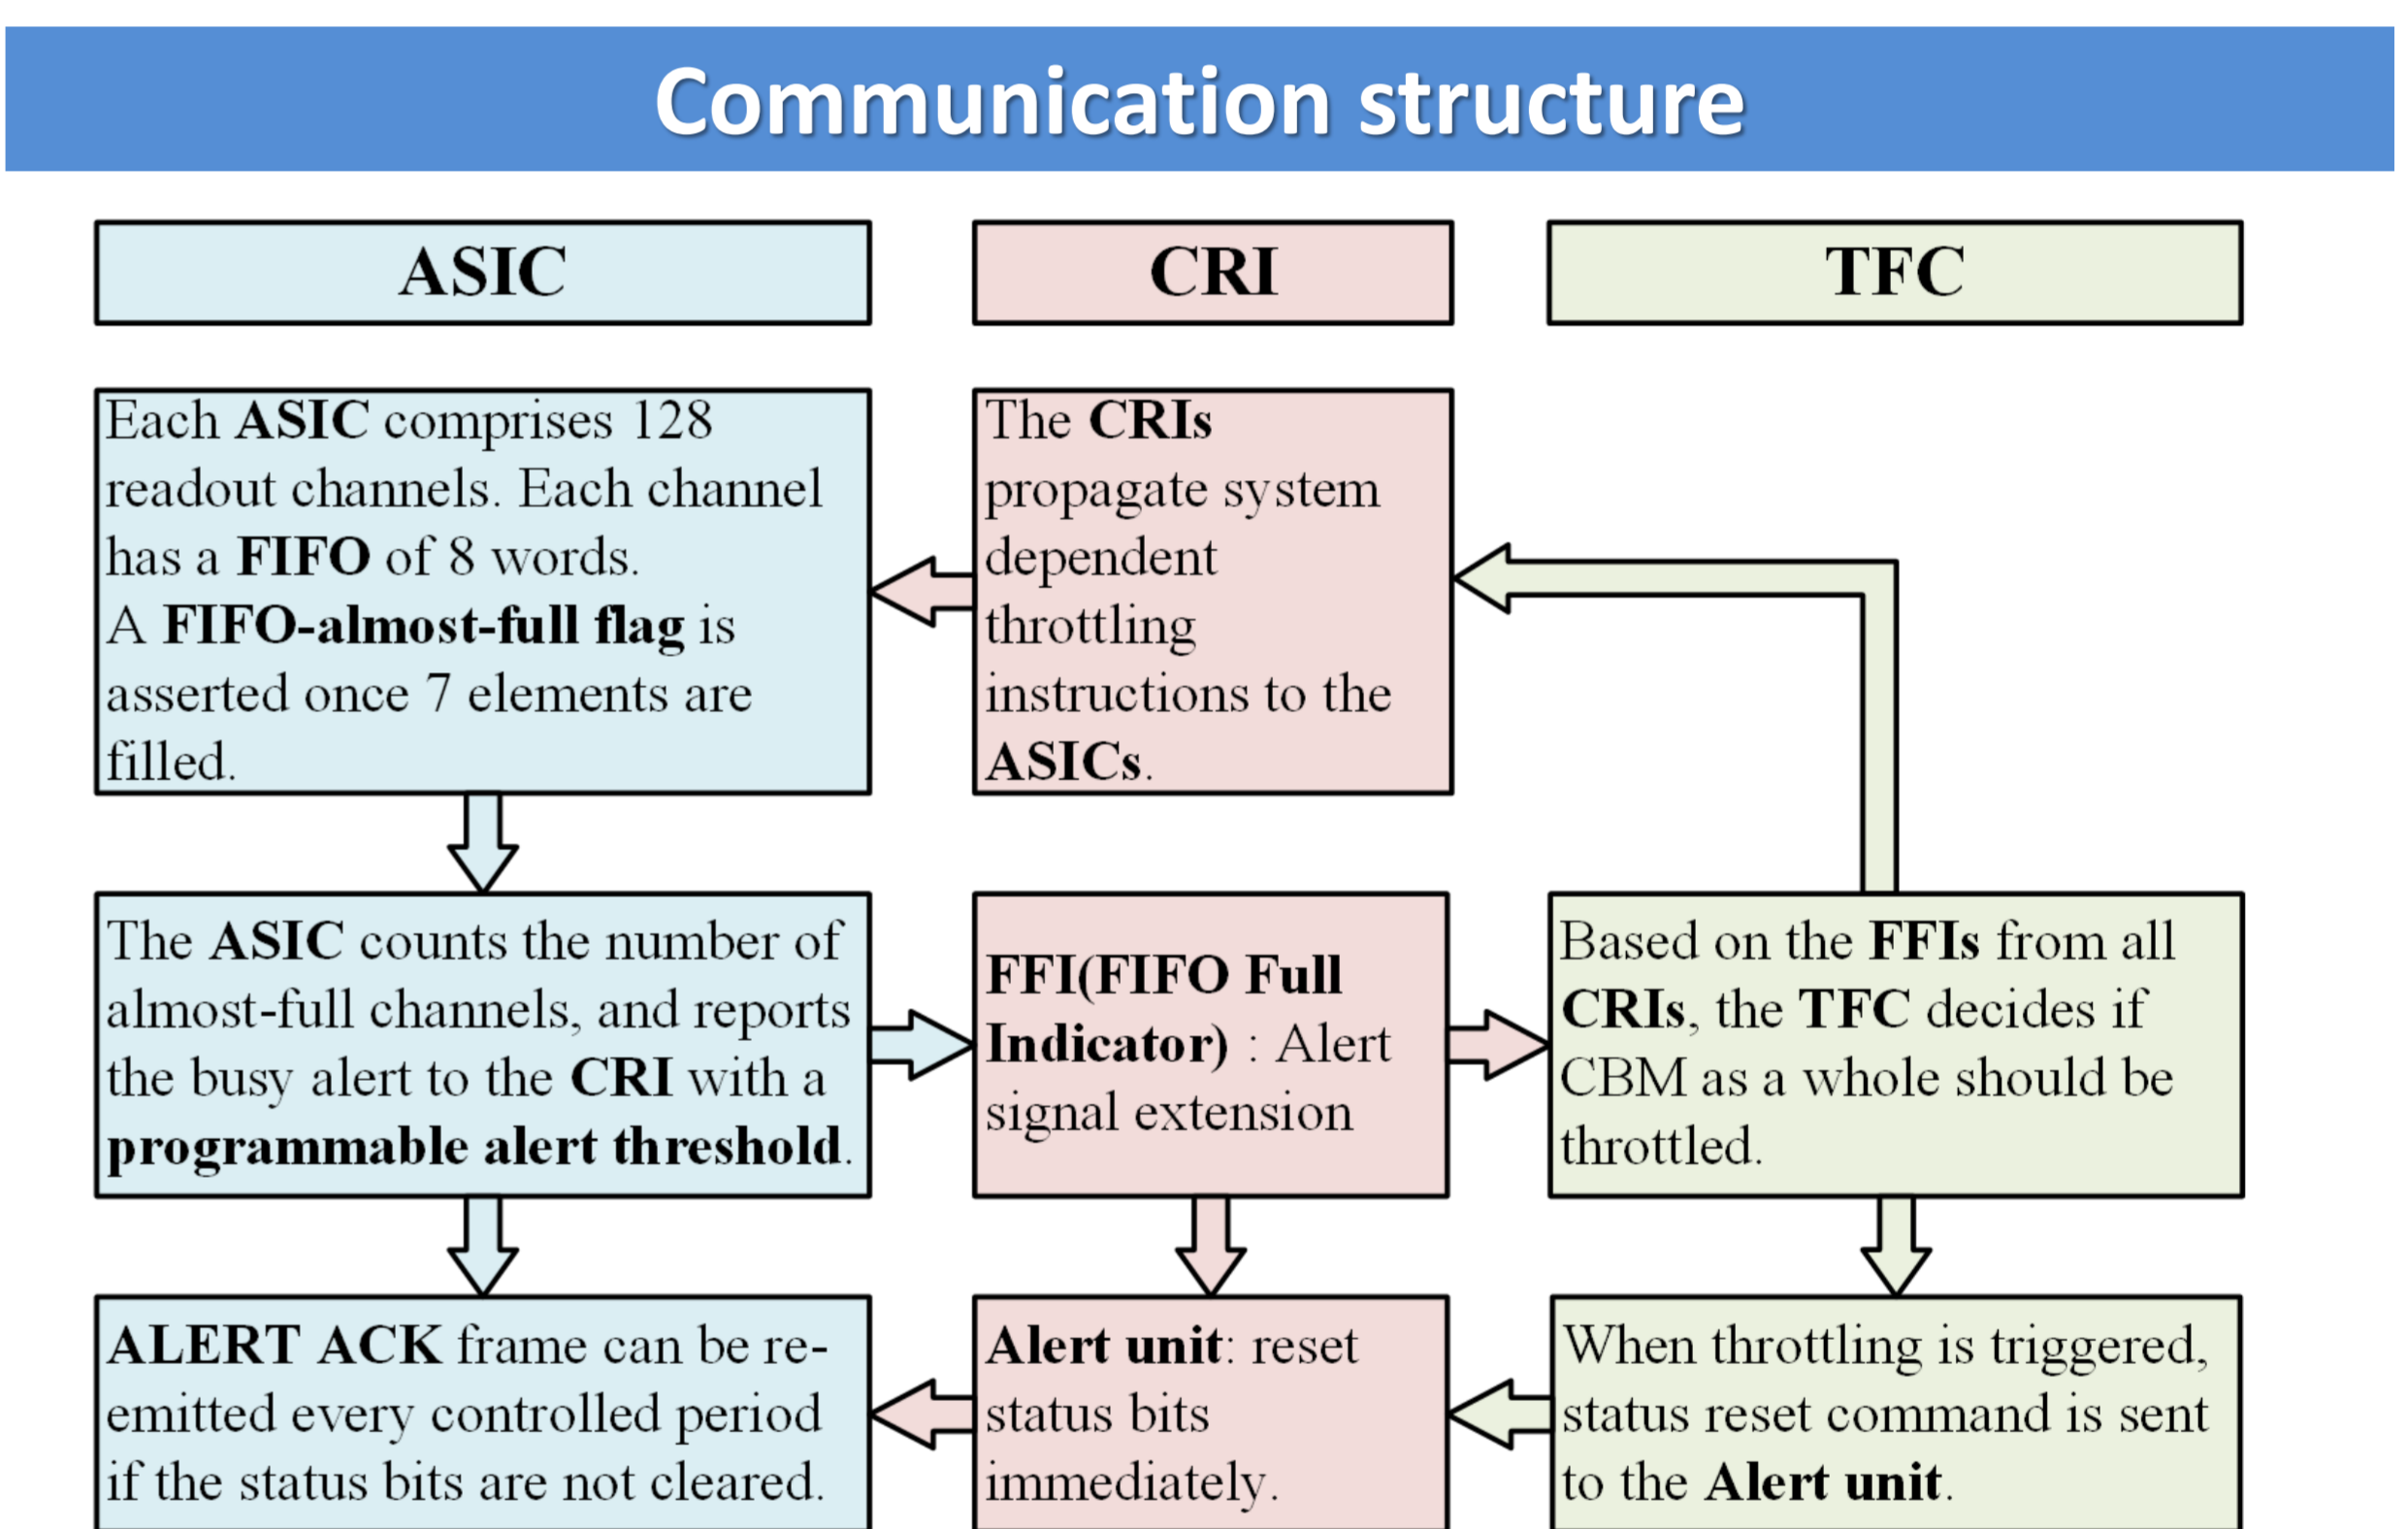 Communication structure
ASIC
CRI
TFC
Each ASIC comprises 128
readout channels. Each channel
has a FIFO of 8 words.
A FIFO-almost-full flag is
asserted once 7 elements are
filled.
The CRIs
propagate system
dependent
throttling
instructions to the
ASICs.
The ASIC counts the number of
almost-full channels, and reports
the busy alert to the CRI with a
programmable alert threshold.
FFI(FIFO Full
Indicator) : Alert
signal extension
Based on the FFIs from all
CRIs, the TFC decides if
CBM as a whole should be
throttled.
ALERT ACK frame can be re-
emitted every controlled period
if the status bits are not cleared.
Alert unit: reset
status bits
immediately.
When throttling is triggered,
status reset command is sent
to the Alert unit.